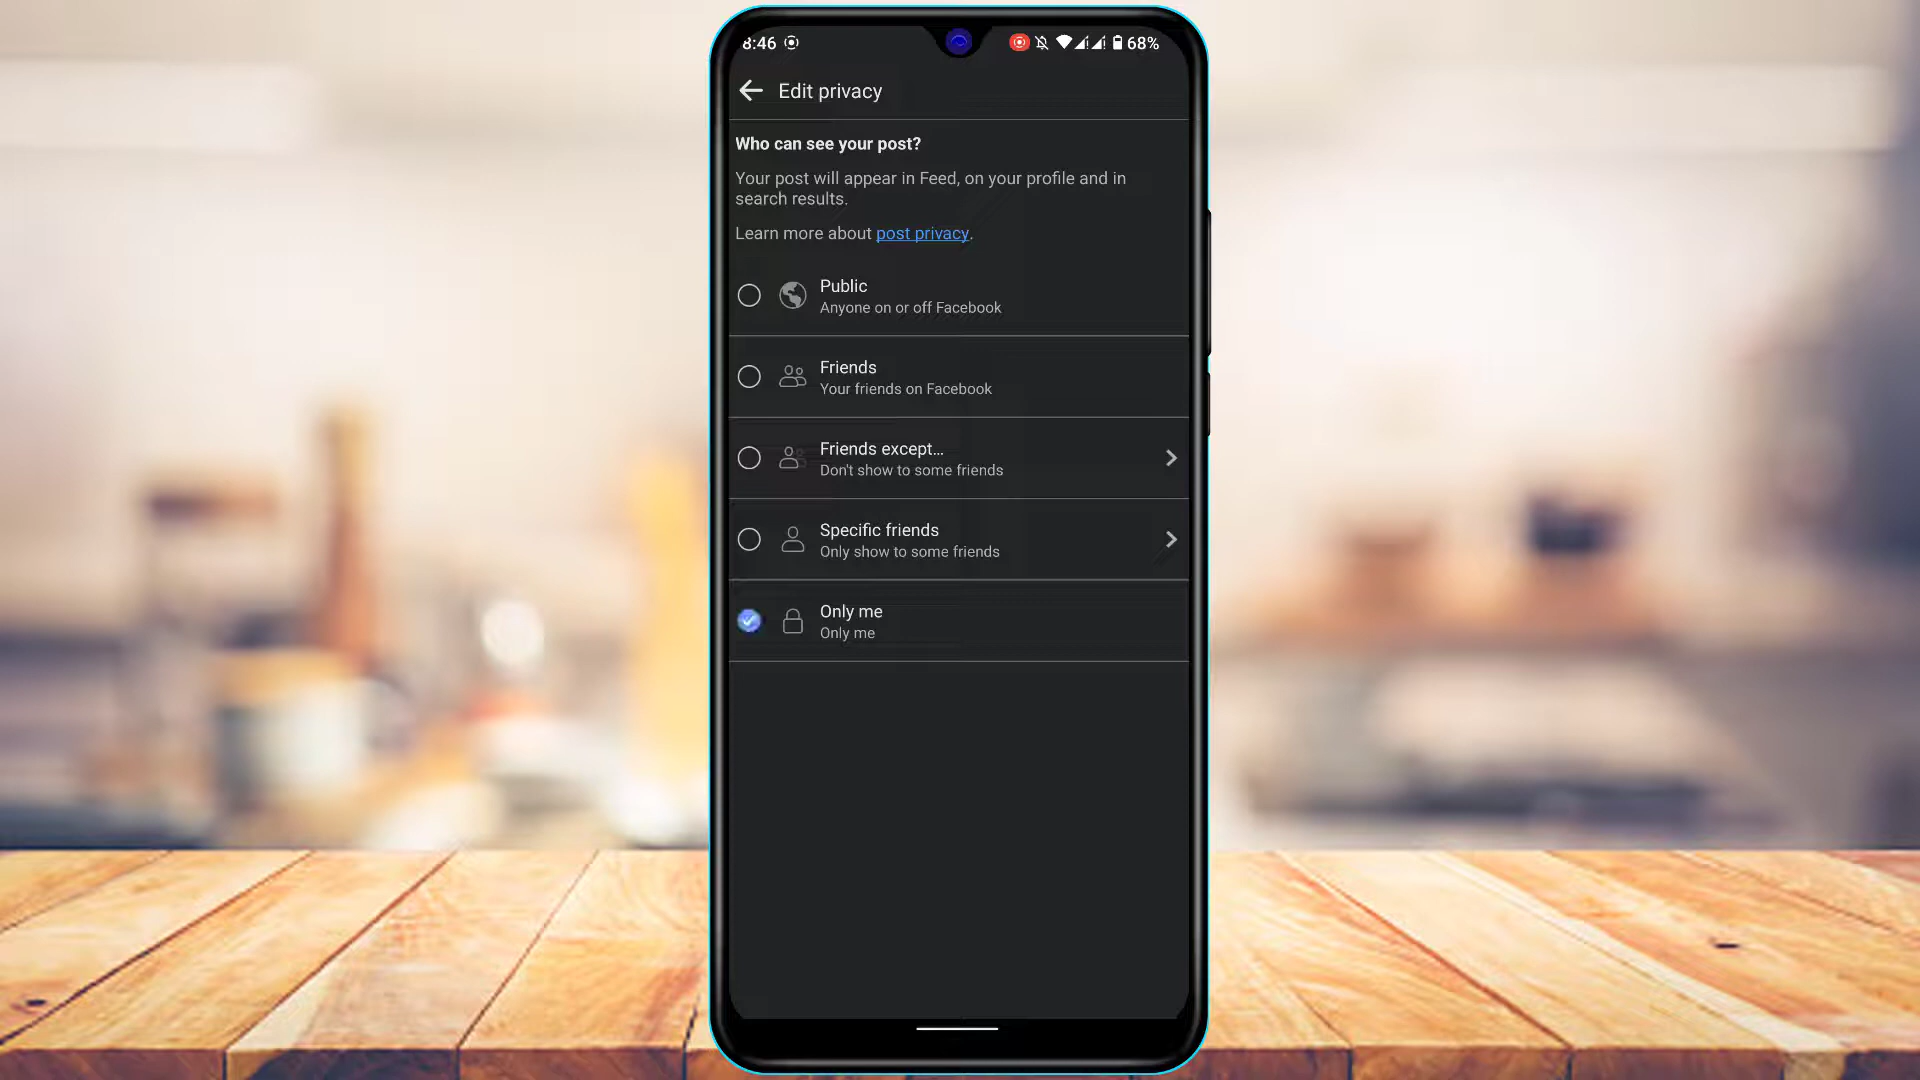 8:46
68%
Edit privacy
Who can see your post?
Your post will appear in Feed, on your profile and in
search results.
Learn more about post privacy.
Public
Anyone on or off Facebook
Friends
Your friends on Facebook
Friends except...
Don't show to some friends
Specific friends
Only show to some friends
Only me
Only me